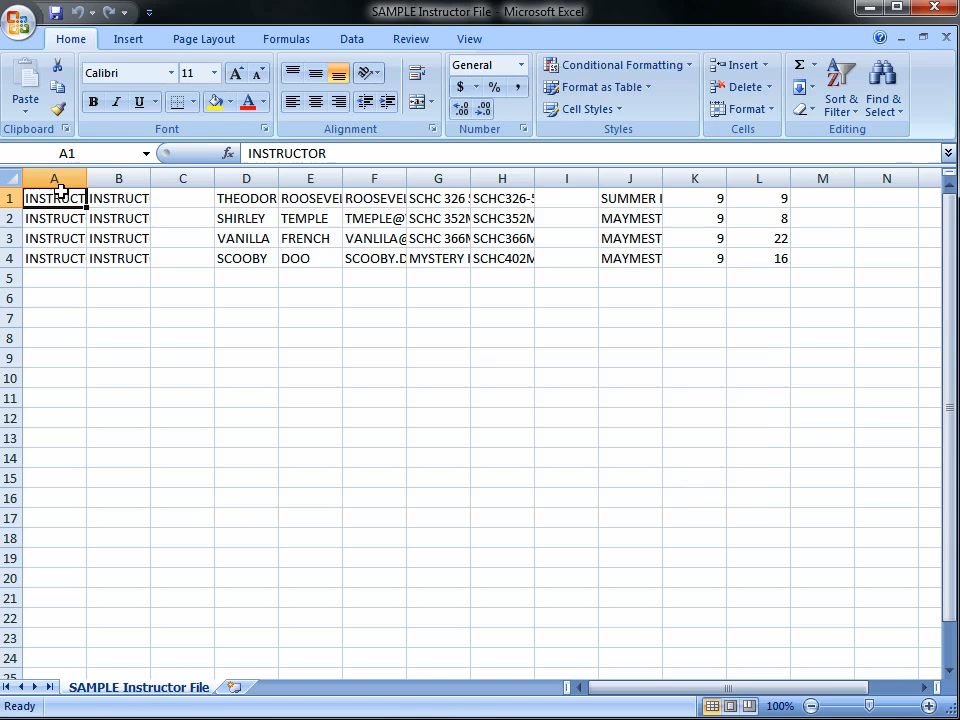 SAMPLE Instructor File - Microsoft Excel
Home Insert Page Layout Formulas Data Review View
Calibri 11 General Conditional Formatting Insert Σ
Paste B I U A $ % , Format as Table Delete Sort & Filter Find & Select
Cell Styles Format
Clipboard Font Alignment Number Styles Cells Editing
A1 fx INSTRUCTOR
A B C D E F G H I J K L M N
1 INSTRUCT INSTRUCT THEODOR ROOSEVEL ROOSEVEL SCHC 326 SCHC326-5 SUMMER I 9 9
2 INSTRUCT INSTRUCT SHIRLEY TEMPLE TMEPLE@ SCHC 352M SCHC352M MAYMEST 9 8
3 INSTRUCT INSTRUCT VANILLA FRENCH VANLILA@ SCHC 366M SCHC366M MAYMEST 9 22
4 INSTRUCT INSTRUCT SCOOBY DOO SCOOBY.D MYSTERY SCHC402M MAYMEST 9 16
5
6
7
8
9
10
11
12
13
14
15
16
17
18
19
20
21
22
23
24
25
SAMPLE Instructor File
Ready 100%